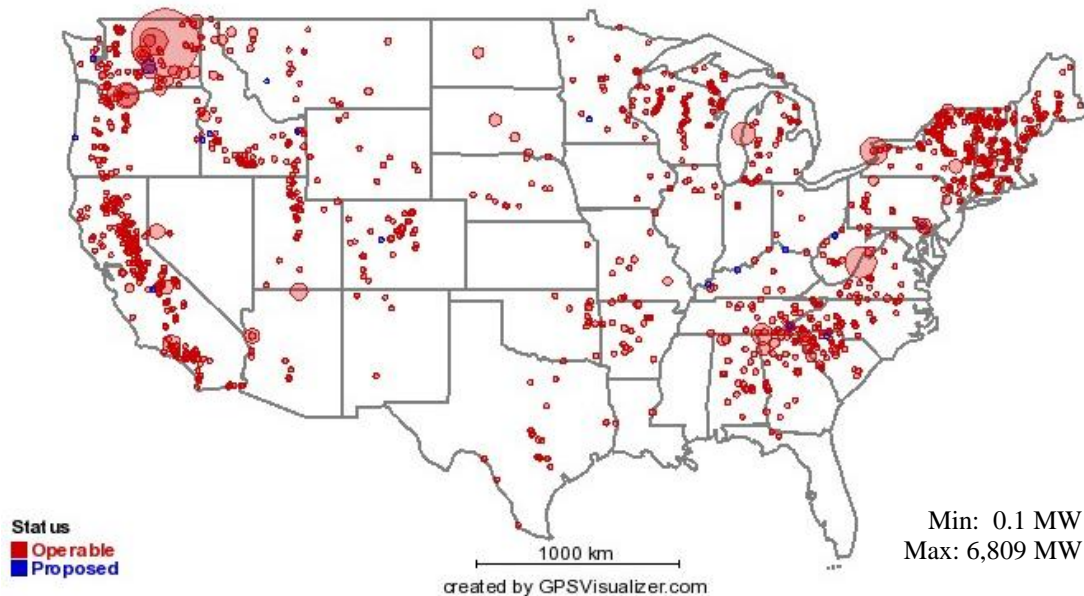 Status
Operable
Proposed
1000 km
created by GPSVisualizer.com
Min: 0.1 MW
Max: 6,809 MW